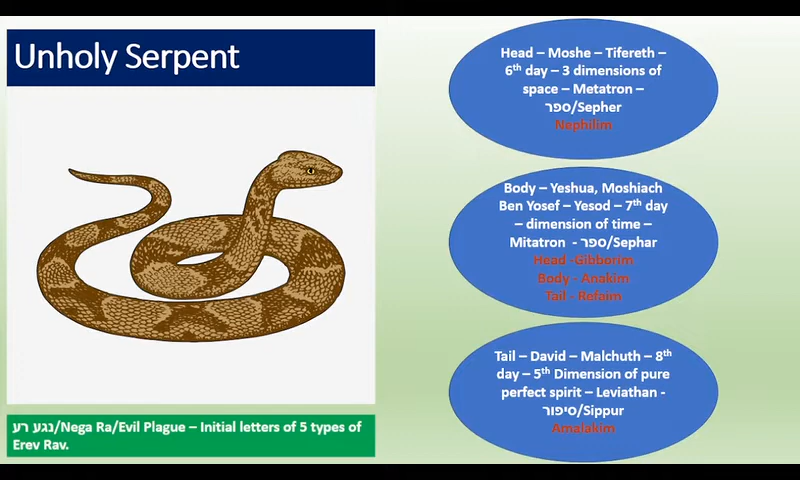 Unholy Serpent
Head – Moshe – Tifereth –
6th day – 3 dimensions of
space – Metatron –
ספר/Sepher
Nephilim
Body – Yeshua, Moshiach
Ben Yosef – Yesod – 7th day
– dimension of time –
Mitatron - ספר/Sephar
Head -Gibborim
Body - Anakim
Tail - Refaim
Tail – David – Malchuth – 8th
day – 5th Dimension of pure
perfect spirit – Leviathan -
סיפור/Sippur
Amalakim
נגע רע/Nega Ra/Evil Plague – Initial letters of 5 types of
Erev Rav.